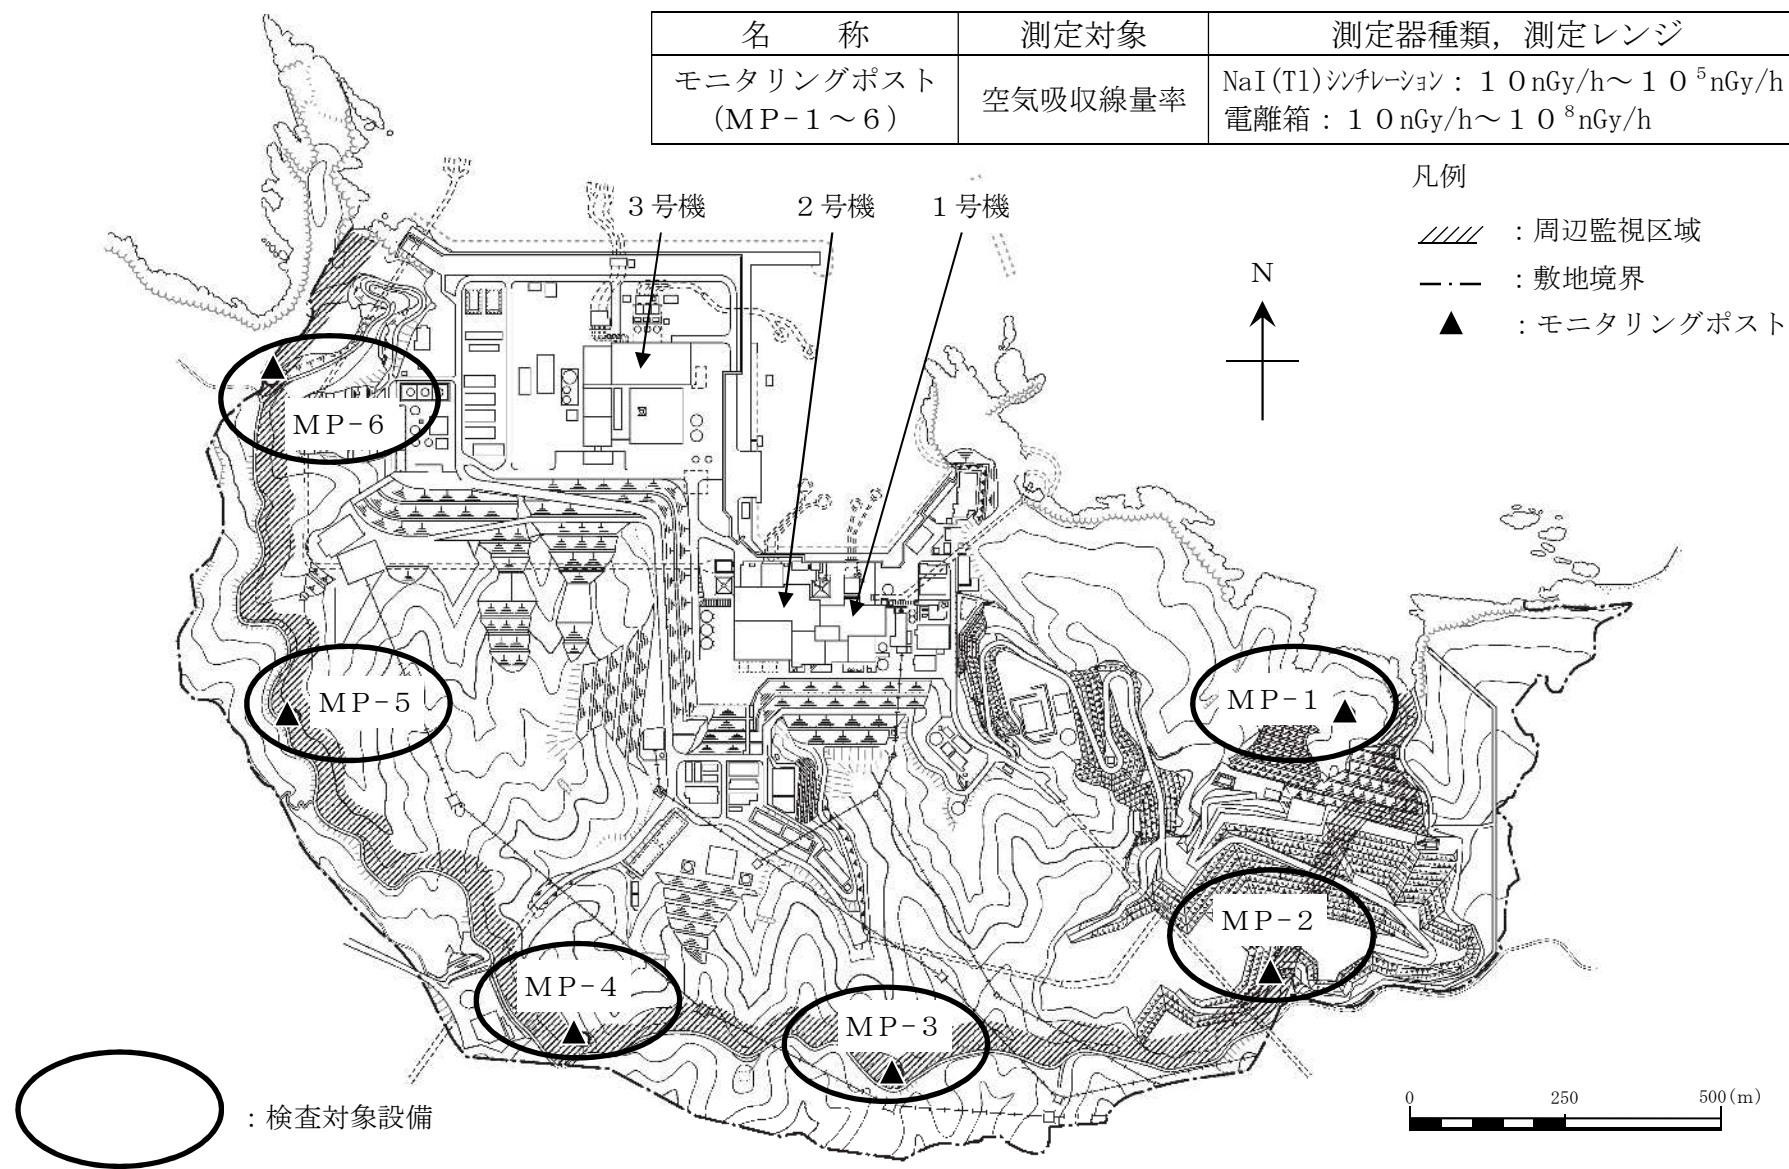 名　　称
測定対象
測定器種類，測定レンジ
モニタリングポスト
(ＭＰ-１～６)
空気吸収線量率
NaI(Tl)ｼﾝﾁﾚｰｼｮﾝ：１０nGy/h～１０⁵nGy/h
電離箱：１０nGy/h～１０⁸nGy/h
凡例
：周辺監視区域
：敷地境界
：モニタリングポスト
３号機
２号機
１号機
N
ＭＰ-６
ＭＰ-５
ＭＰ-１
ＭＰ-２
ＭＰ-４
ＭＰ-３
：検査対象設備
0 250 500(m)